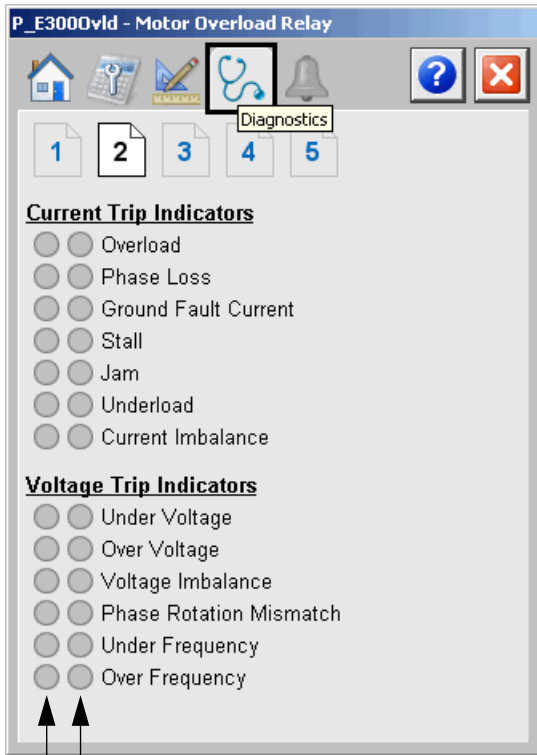 P_E300Ovld - Motor Overload Relay
?
Diagnostics
1 2 3 4 5
Current Trip Indicators
Overload
Phase Loss
Ground Fault Current
Stall
Jam
Underload
Current Imbalance
Voltage Trip Indicators
Under Voltage
Over Voltage
Voltage Imbalance
Phase Rotation Mismatch
Under Frequency
Over Frequency